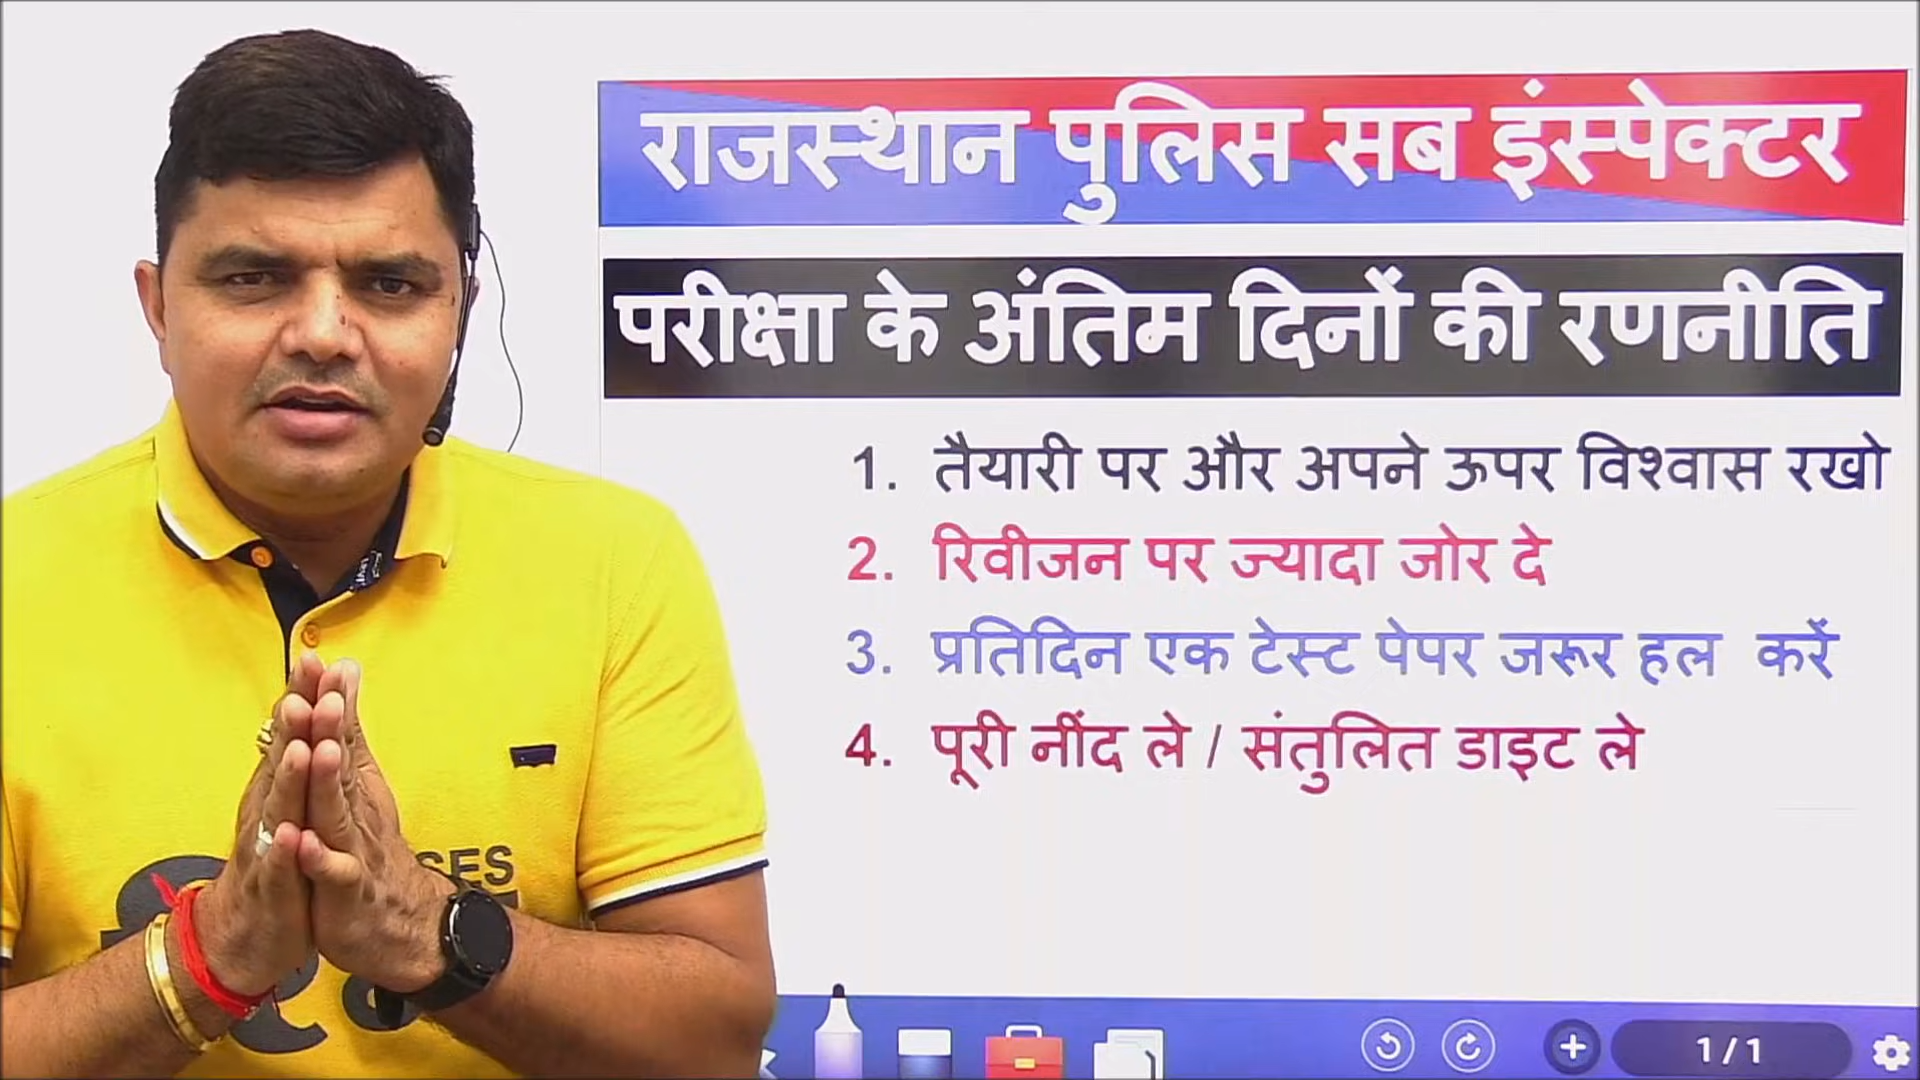 राजस्थान पुलिस सब इंस्पेक्टर
परीक्षा के अंतिम दिनों की रणनीति
1. तैयारी पर और अपने ऊपर विश्वास रखो
2. रिवीजन पर ज्यादा जोर दे
3. प्रतिदिन एक टेस्ट पेपर जरूर हल करें
4. पूरी नींद ले / संतुलित डाइट ले
1/1